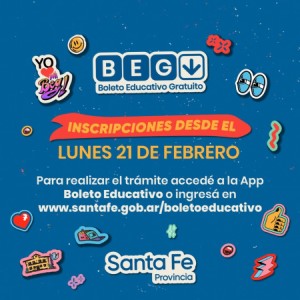 YO
Beg!
BEG
Boleto Educativo Gratuito
INSCRIPCIONES DESDE EL
LUNES 21 DE FEBRERO
Para realizar el trámite accedé a la App
Boleto Educativo o ingresá en
www.santafe.gob.ar/boletoeducativo
Santa Fe
Provincia